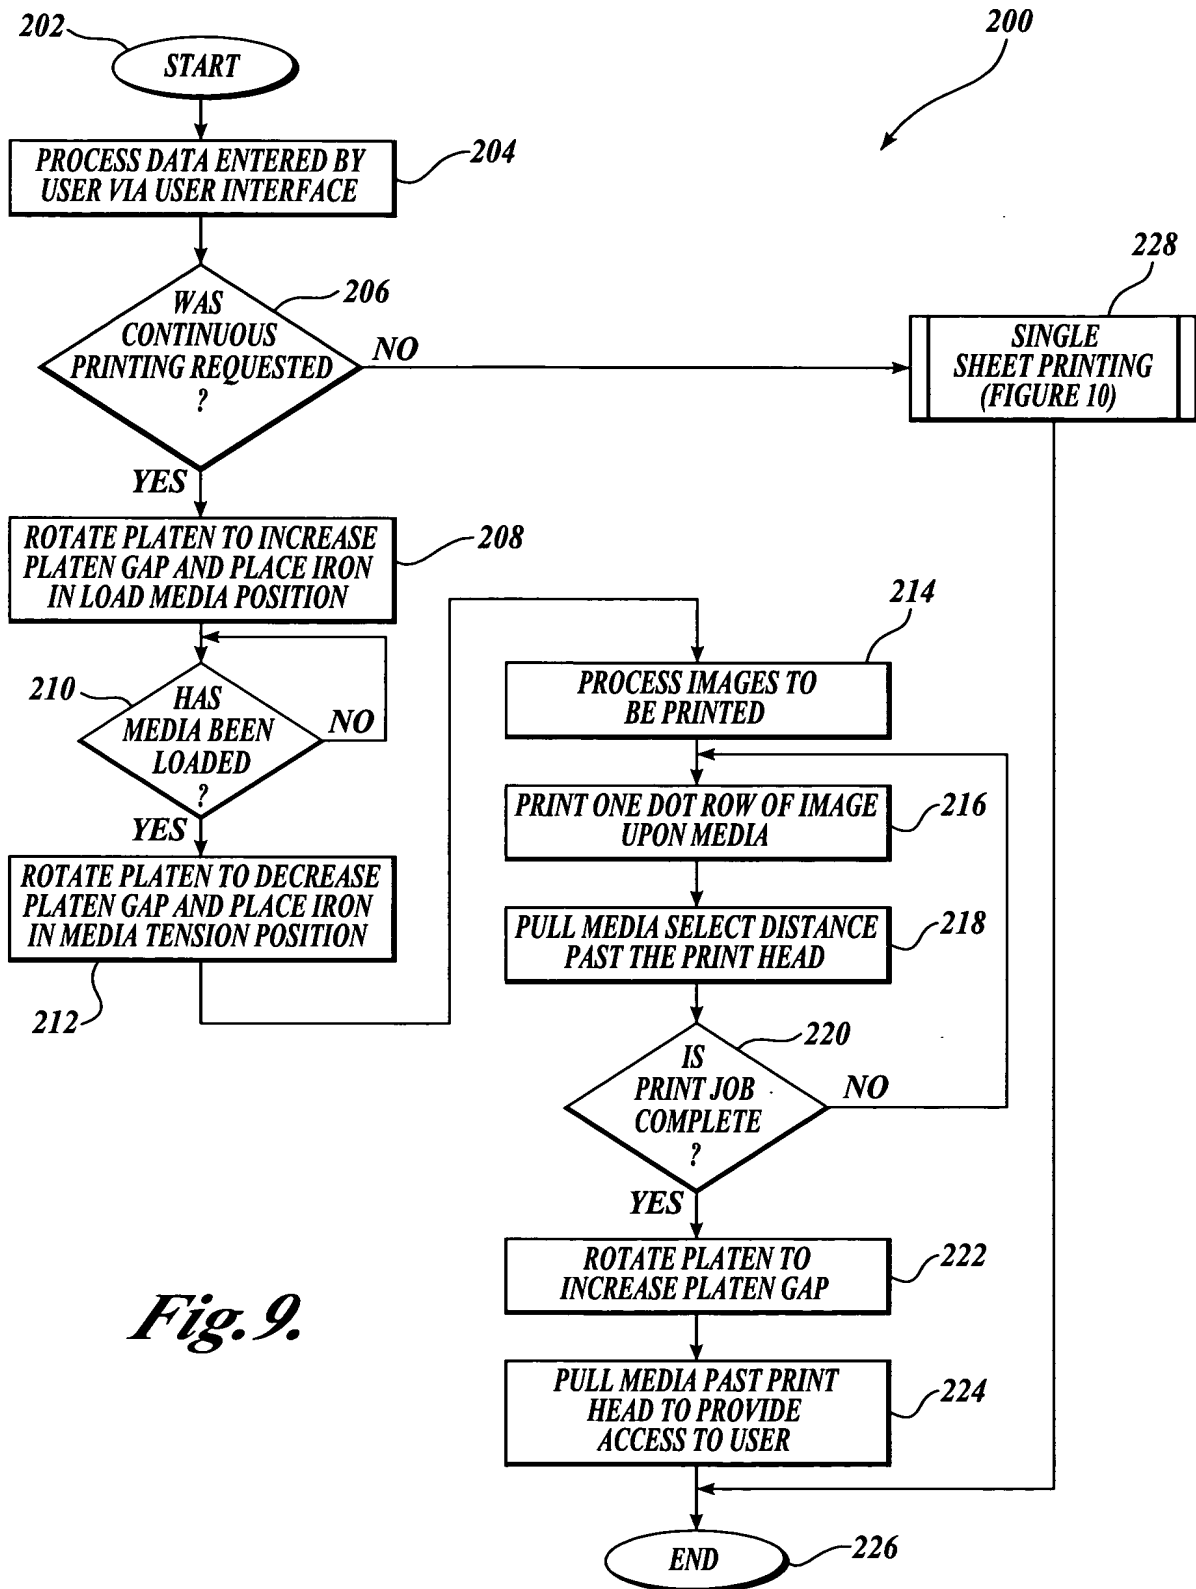 200
202
START
PROCESS DATA ENTERED BY
USER VIA USER INTERFACE
204
WAS
CONTINUOUS
PRINTING REQUESTED
?
206
NO
228
SINGLE
SHEET PRINTING
(FIGURE 10)
YES
ROTATE PLATEN TO INCREASE
PLATEN GAP AND PLACE IRON
IN LOAD MEDIA POSITION
208
210
HAS
MEDIA BEEN
LOADED
?
NO
YES
ROTATE PLATEN TO DECREASE
PLATEN GAP AND PLACE IRON
IN MEDIA TENSION POSITION
212
214
PROCESS IMAGES TO
BE PRINTED
PRINT ONE DOT ROW OF IMAGE
UPON MEDIA
216
PULL MEDIA SELECT DISTANCE
PAST THE PRINT HEAD
218
IS
PRINT JOB
COMPLETE
?
220
NO
YES
ROTATE PLATEN TO
INCREASE PLATEN GAP
222
PULL MEDIA PAST PRINT
HEAD TO PROVIDE
ACCESS TO USER
224
END
226
Fig. 9.